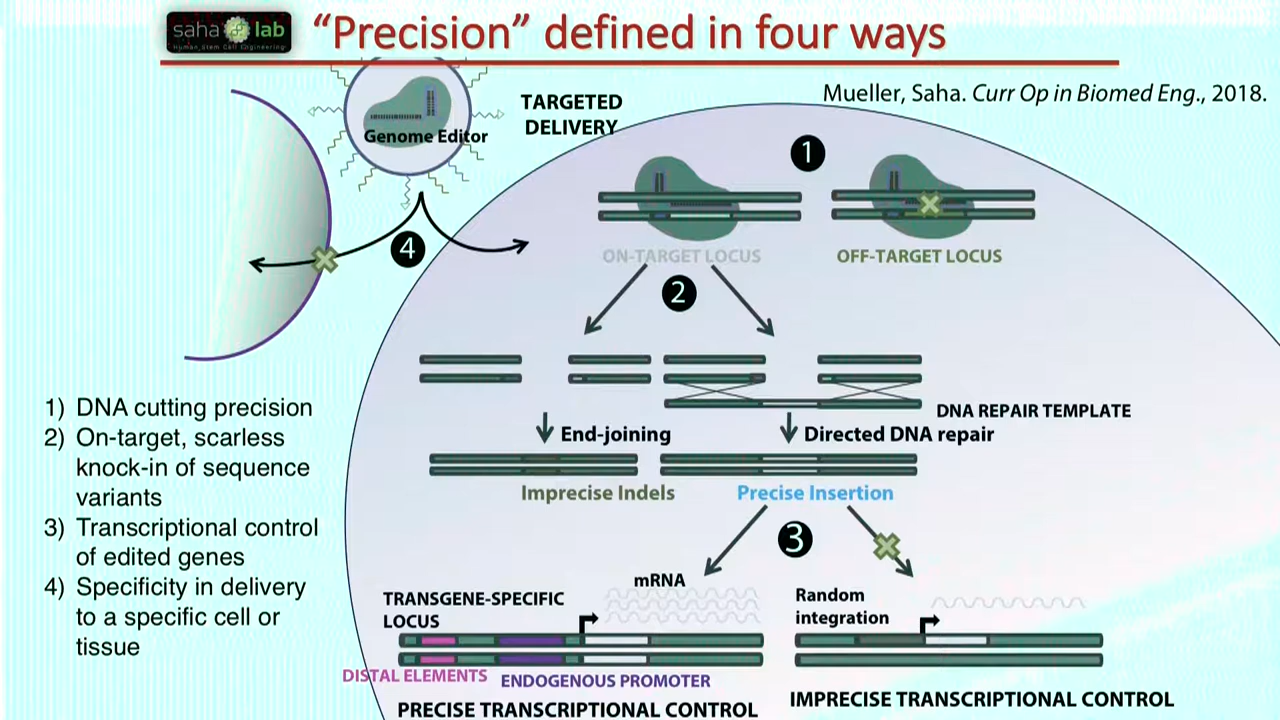 saha lab
Human Stem Cell Engineering
“Precision” defined in four ways
Mueller, Saha. Curr Op in Biomed Eng., 2018.
Genome Editor
TARGETED
DELIVERY
1
4
ON-TARGET LOCUS
OFF-TARGET LOCUS
2
DNA REPAIR TEMPLATE
End-joining
Directed DNA repair
Imprecise Indels
Precise Insertion
3
1) DNA cutting precision
2) On-target, scarless
knock-in of sequence
variants
3) Transcriptional control
of edited genes
4) Specificity in delivery
to a specific cell or
tissue
mRNA
TRANSGENE-SPECIFIC
LOCUS
Random
integration
DISTAL ELEMENTS
ENDOGENOUS PROMOTER
PRECISE TRANSCRIPTIONAL CONTROL
IMPRECISE TRANSCRIPTIONAL CONTROL